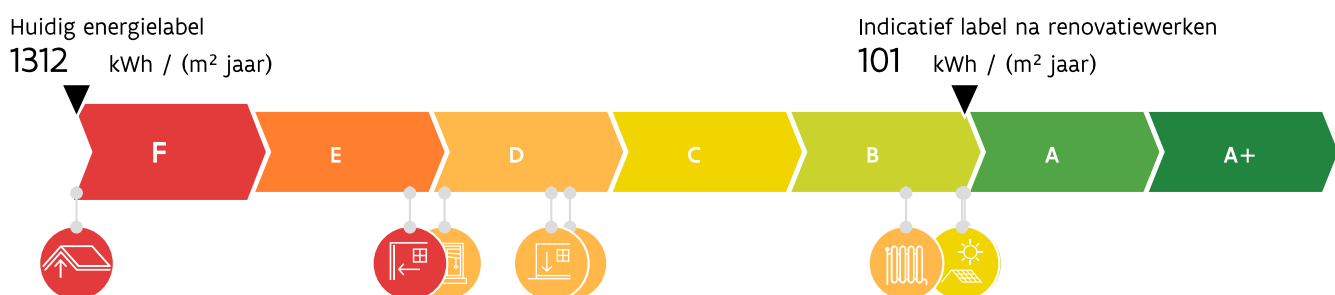 Huidig energielabel
1312 kWh / (m² jaar)
Indicatief label na renovatiewerken
101 kWh / (m² jaar)
F E D C B A A+